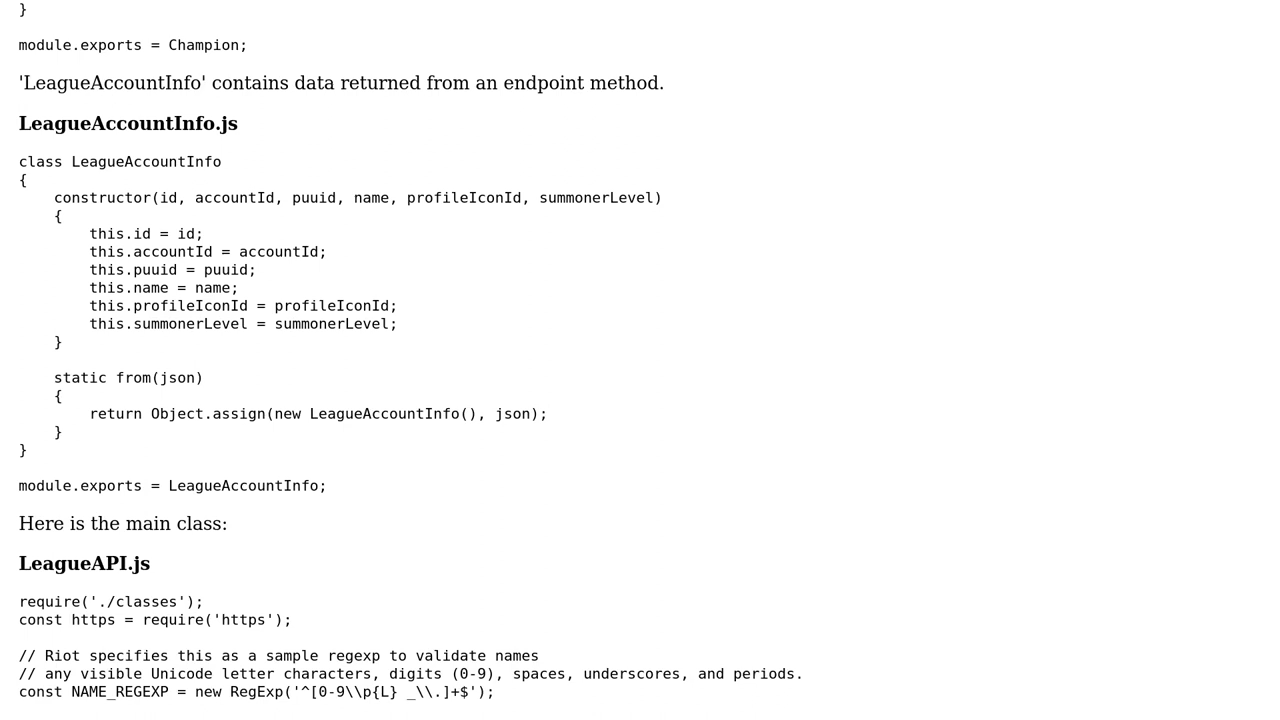 }

module.exports = Champion;

'LeagueAccountInfo' contains data returned from an endpoint method.

LeagueAccountInfo.js

class LeagueAccountInfo
{
    constructor(id, accountId, puuid, name, profileIconId, summonerLevel)
    {
        this.id = id;
        this.accountId = accountId;
        this.puuid = puuid;
        this.name = name;
        this.profileIconId = profileIconId;
        this.summonerLevel = summonerLevel;
    }

    static from(json)
    {
        return Object.assign(new LeagueAccountInfo(), json);
    }
}

module.exports = LeagueAccountInfo;

Here is the main class:

LeagueAPI.js

require('./classes');
const https = require('https');

// Riot specifies this as a sample regexp to validate names
// any visible Unicode letter characters, digits (0-9), spaces, underscores, and periods.
const NAME_REGEXP = new RegExp('^[0-9\\p{L} _\\.]+$');